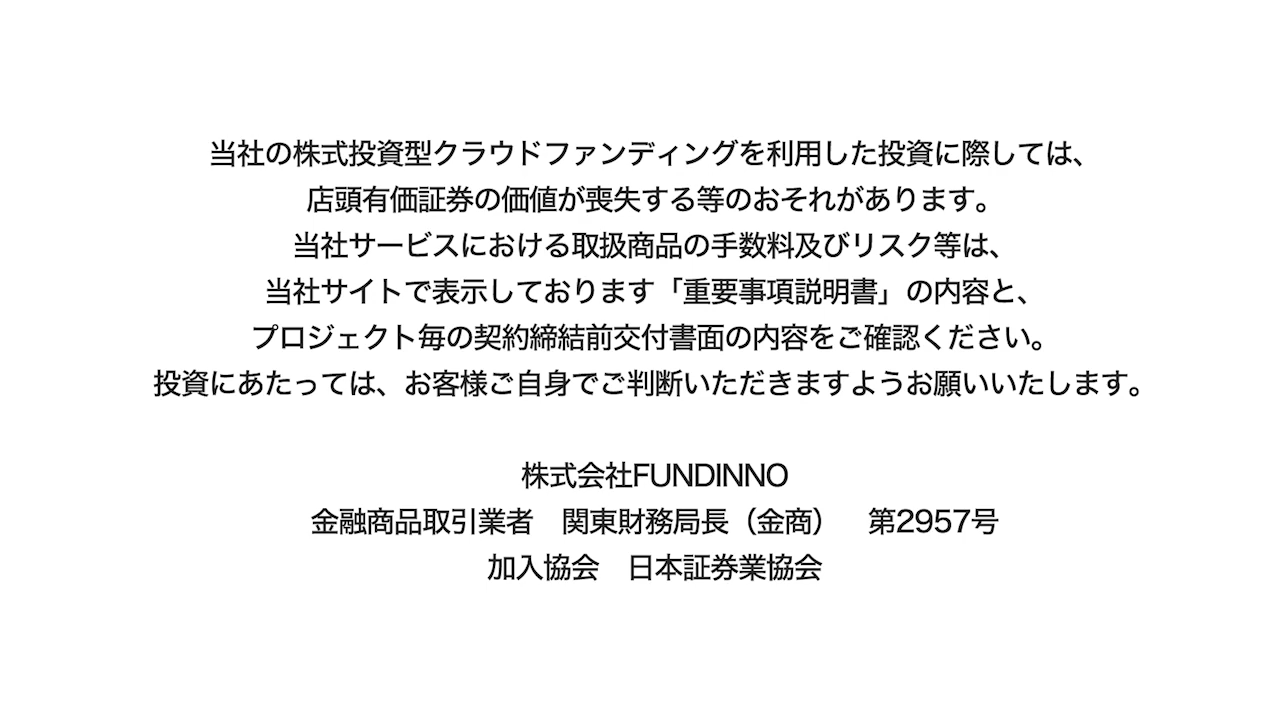 当社の株式投資型クラウドファンディングを利用した投資に際しては、
店頭有価証券の価値が喪失する等のおそれがあります。
当社サービスにおける取扱商品の手数料及びリスク等は、
当社サイトで表示しております「重要事項説明書」の内容と、
プロジェクト毎の契約締結前交付書面の内容をご確認ください。
投資にあたっては、お客様ご自身でご判断いただきますようお願いいたします。
株式会社FUNDINNO
金融商品取引業者　関東財務局長（金商）　第2957号
加入協会　日本証券業協会